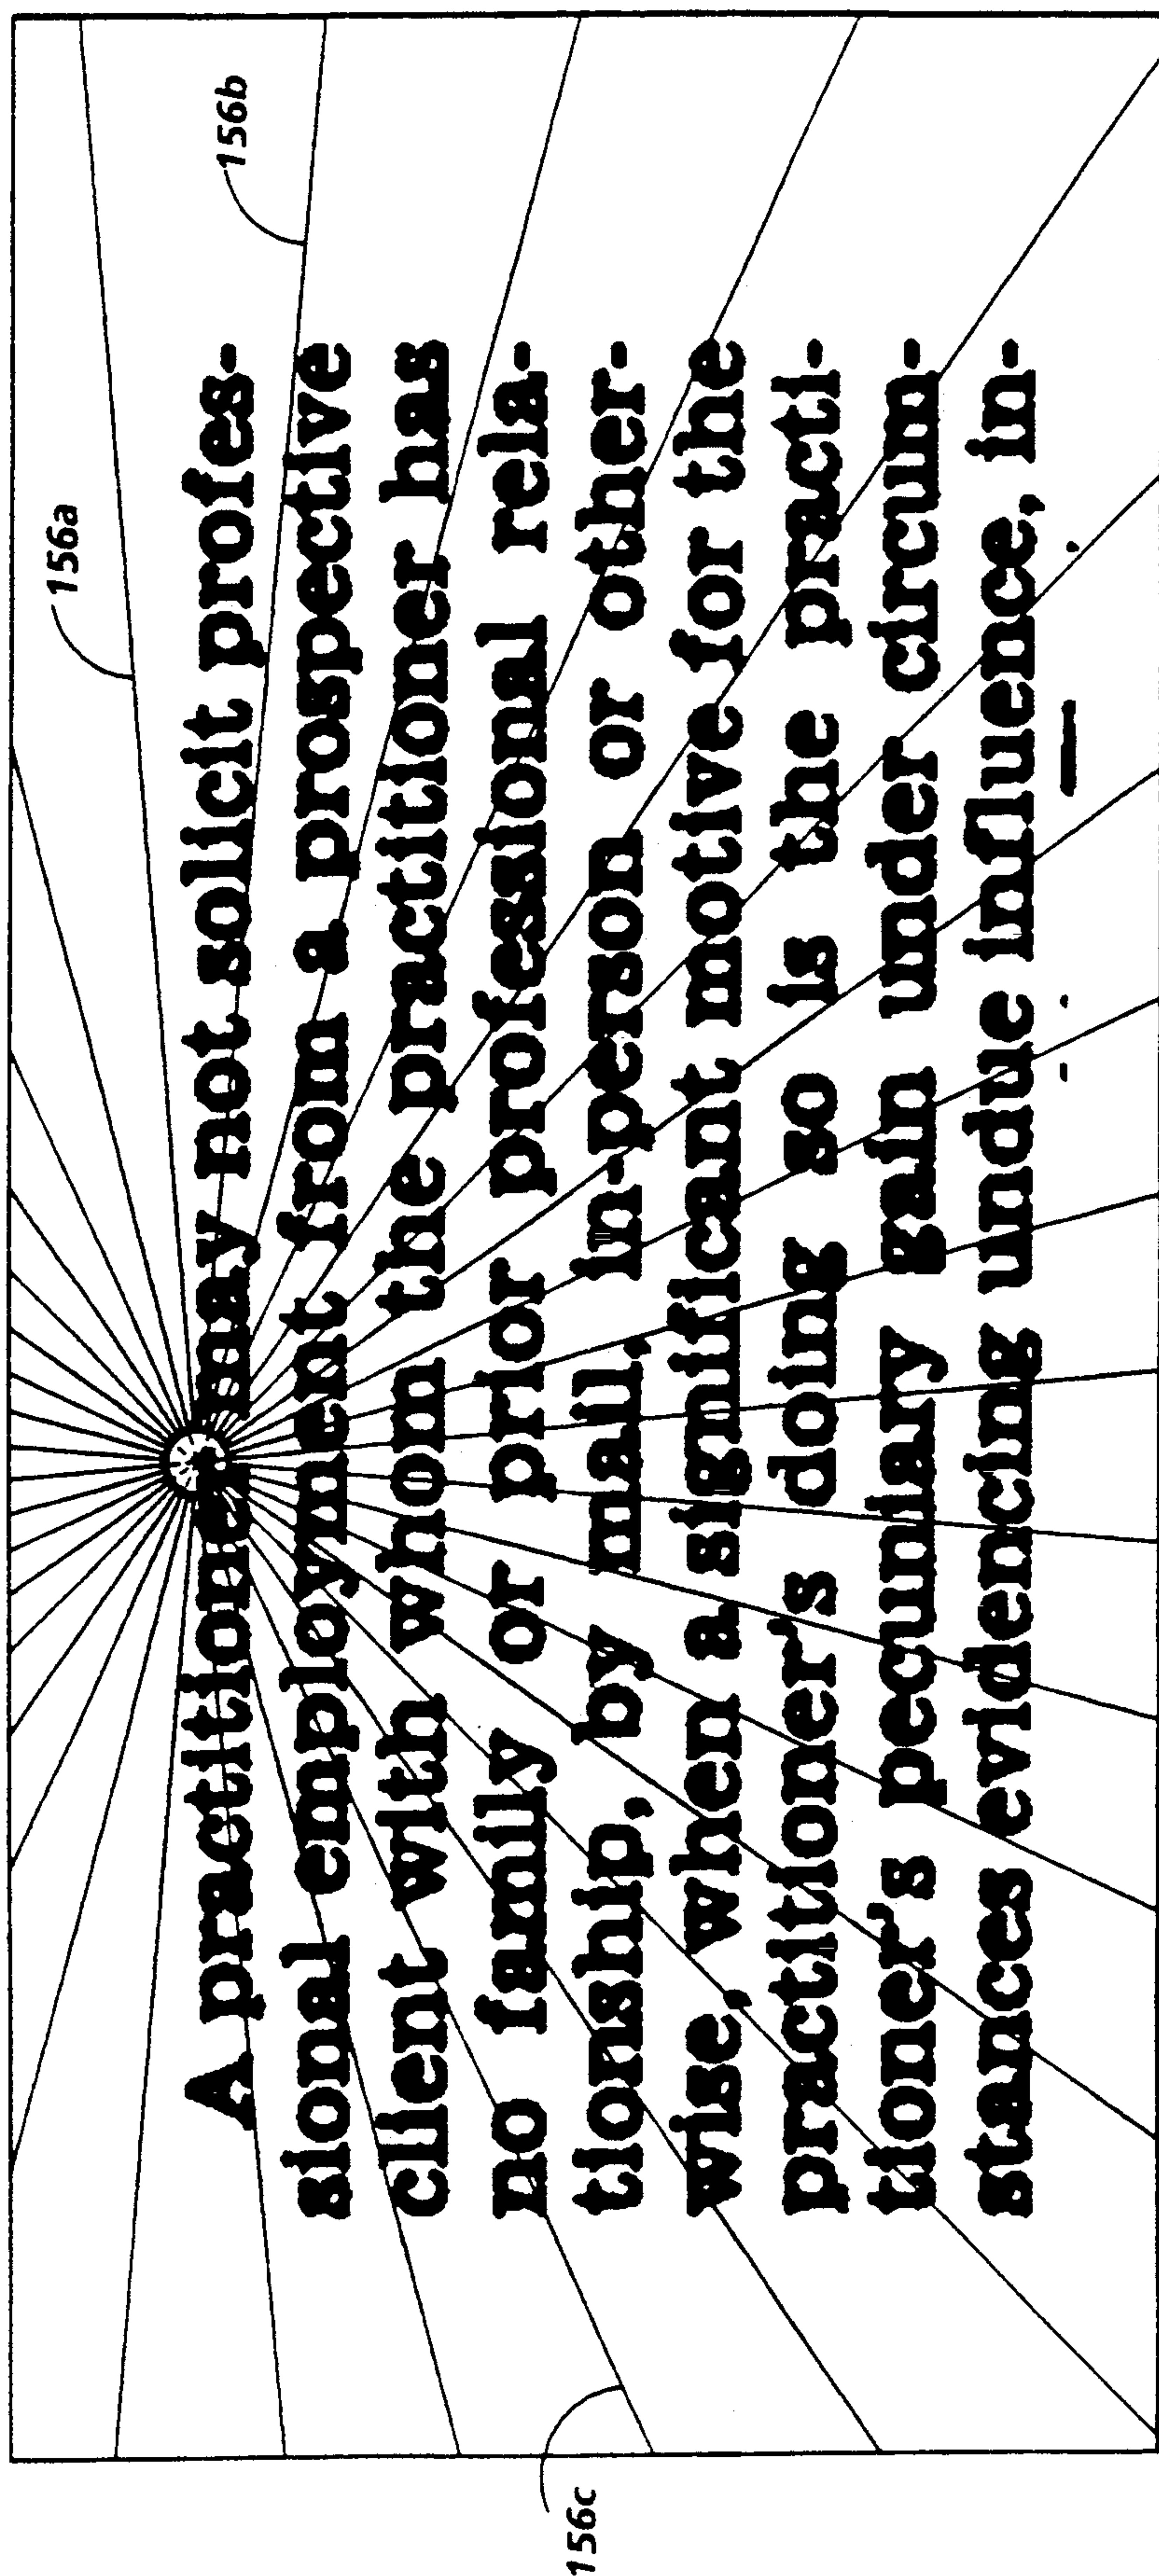 156a
156b
A practitioner may not solicit profes-
sional employment from a prospective
client with whom the practitioner has
no family or prior professional rela-
tionship, by mail, in-person or other-
wise, when a significant motive for the
practitioner's doing so is the practi-
tioner's pecuniary gain under circum-
stances evidencing undue influence, in-
156c